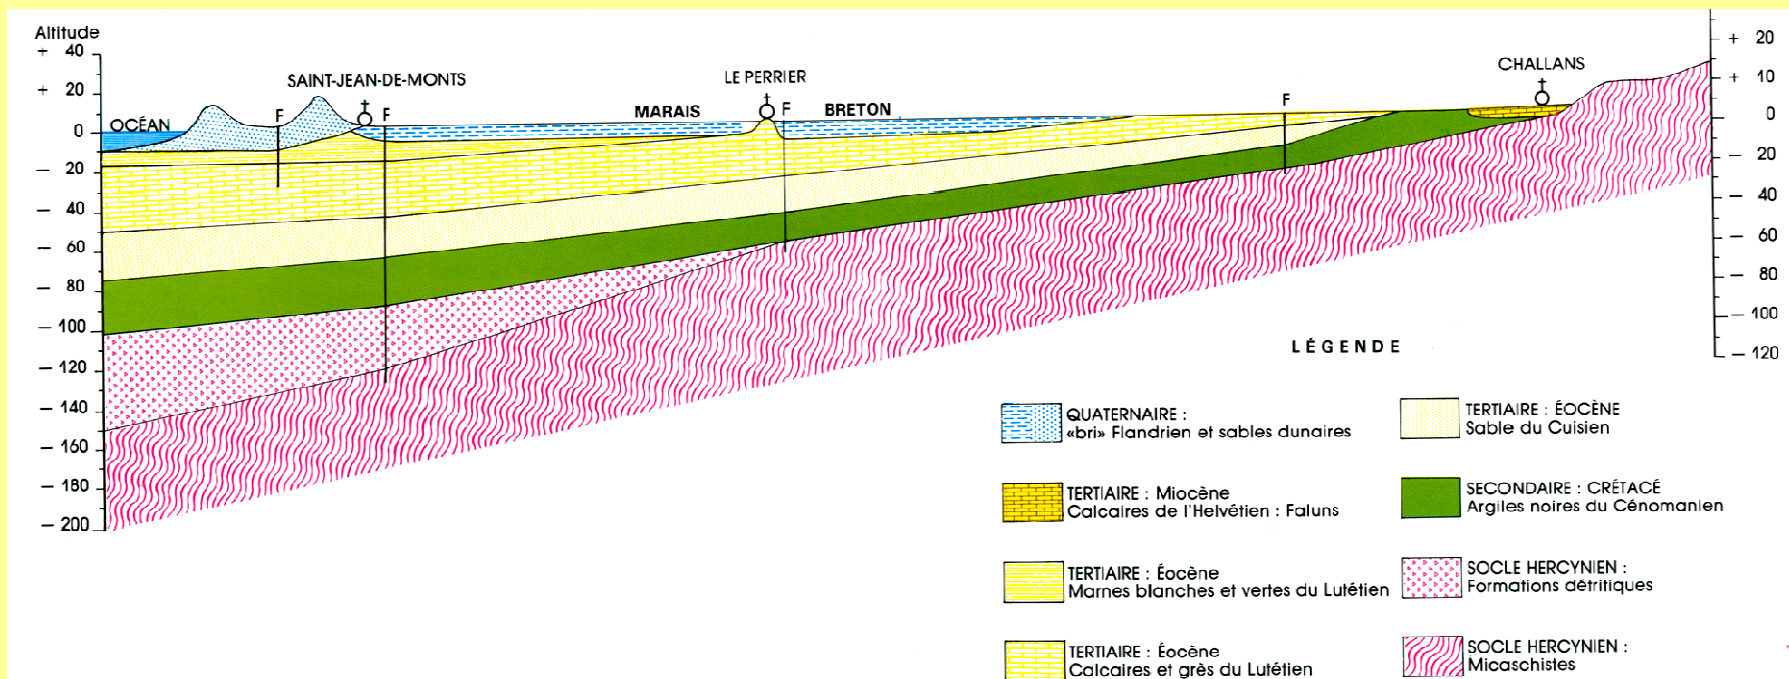 Altitude
+ 40
+ 20
0
— 20
— 40
— 60
— 80
— 100
— 120
— 140
— 160
— 180
— 200
SAINT-JEAN-DE-MONTS
LE PERRIER
CHALLANS
OCÉAN
F
F
MARAIS
F
BRETON
F
+ 20
+ 10
0
— 20
— 40
— 60
— 80
— 100
— 120
LÉGENDE
QUATERNAIRE :
«bri» Flandrien et sables dunaires
TERTIAIRE : Miocène
Calcaires de l'Helvétien : Faluns
TERTIAIRE : Éocène
Marnes blanches et vertes du Lutétien
TERTIAIRE : Éocène
Calcaires et grès du Lutétien
TERTIAIRE : ÉOCÈNE
Sable du Cuisien
SECONDAIRE : CRÉTACÉ
Argiles noires du Cénomanien
SOCLE HERCYNIEN :
Formations détritiques
SOCLE HERCYNIEN :
Micaschistes